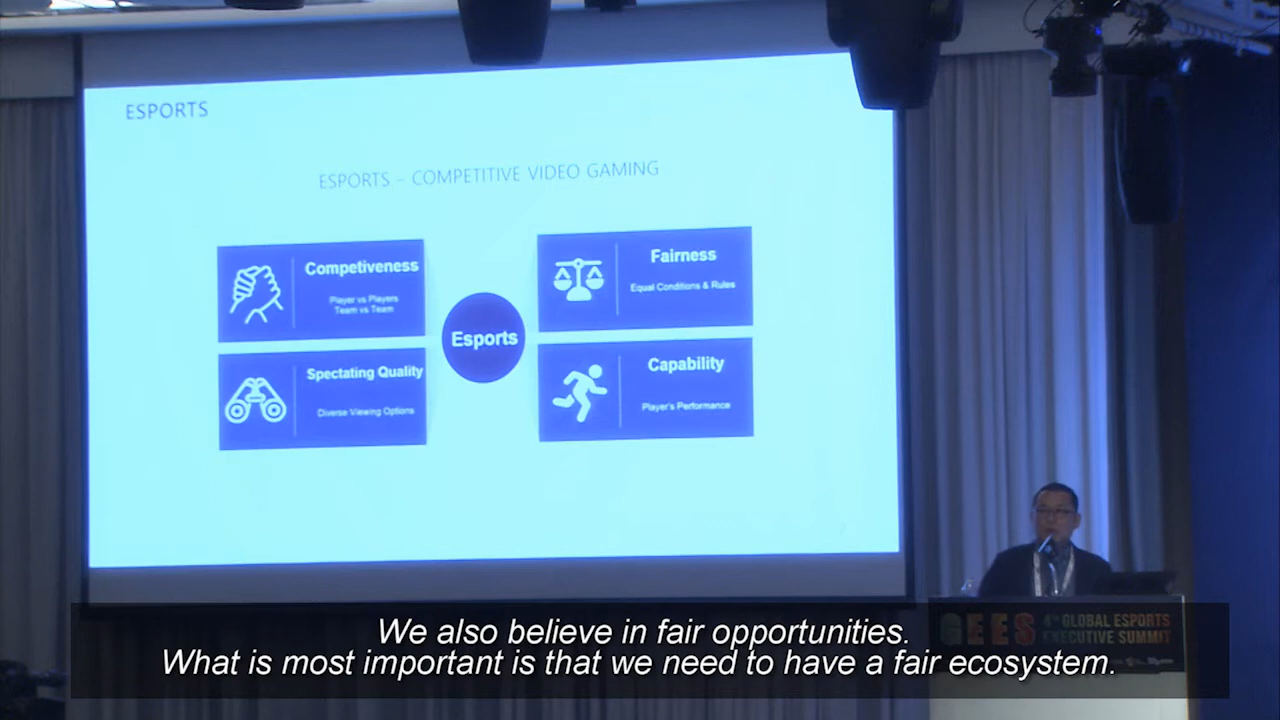 ESPORTS
ESPORTS – COMPETITIVE VIDEO GAMING
Competiveness
Player vs Players
Team vs Team
Fairness
Equal Conditions & Rules
Esports
Spectating Quality
Diverse Viewing Options
Capability
Player's Performance
GEES 4TH GLOBAL ESPORTS
EXECUTIVE SUMMIT
We also believe in fair opportunities.
What is most important is that we need to have a fair ecosystem.